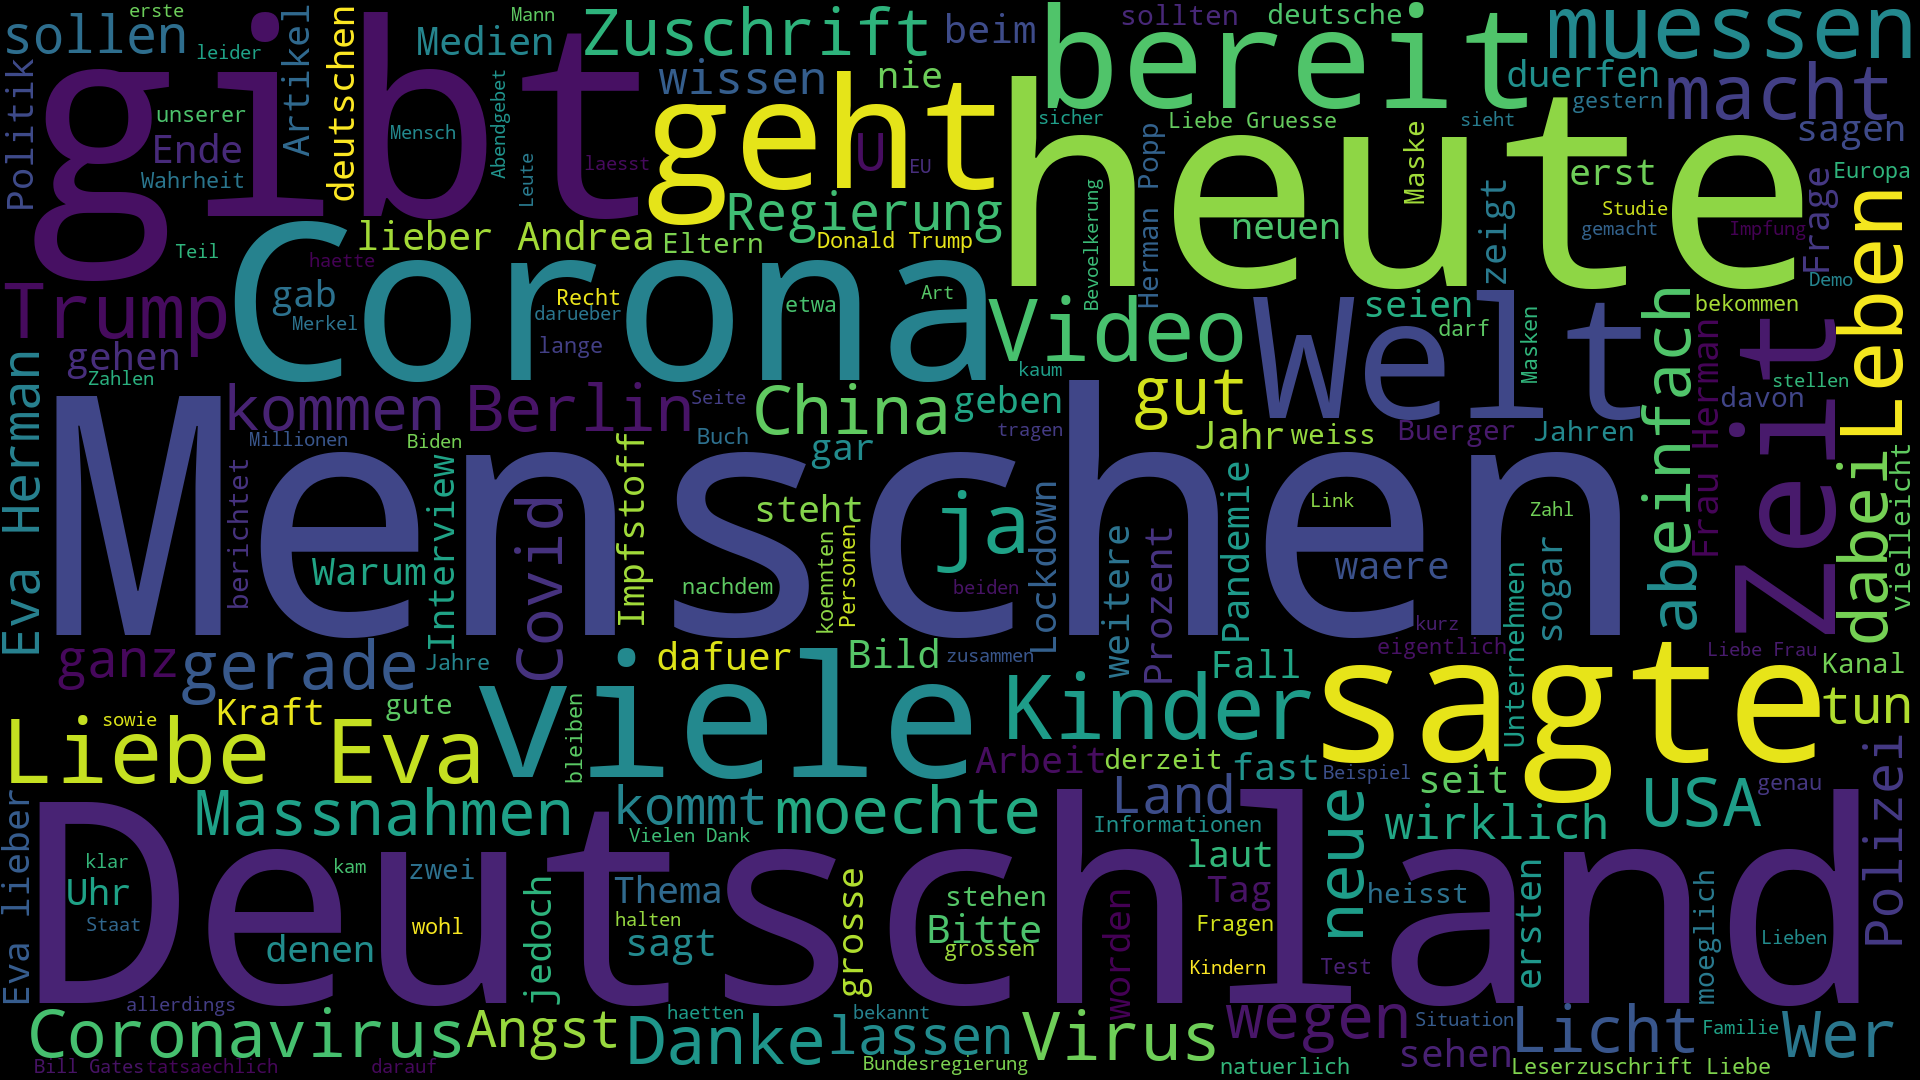 erste
Mann
sollen
leider
Politik
gibt
Artikel
deutschen
Medien
Zuschrift
beim
sollten
deutsche
bereit
muessen
wissen
nie
geht
duerfen
gestern
macht
sagen
unserer
Ende
Wahrheit
Mensch
Abendgebet
Leute
laesst
U
EU
sicher
Liebe Gruesse
sieht
heute
Herman Popp
Maske
erst
Europa
Studie
Frage
Impfung
gemacht
zeigt
neuen
Bevoelkerung
Regierung
Teil
haette
lieber
Andrea
Eltern
Donald Trump
Corona
Trump
gab
Merkel
Recht
darueber
etwa
Art
Video
Welt
seien
darf
Masken
bekommen
Demo
Leben
Zeit
einfach
gehen
Zahlen
lange
kaum
stellen
davon
Eva Herman
kommen
Berlin
Seite
China
geben
gut
Frau Herman
Millionen
Biden
Buch
gar
tragen
Jahr
weiss
Buerger
Jahren
Menschen
berichtet
Interview
Covid
Impfstoff
steht
ja
Lockdown
Pandemie
Link
Zahl
vielleicht
dabei
ab
Warum
nachdem
koennten
Personen
beiden
weitere
Prozent
waere
sogar
Unternehmen
kurz
eigentlich
Liebe Frau
Kanal
ganz
gerade
Jahre
dafuer
Bild
zusammen
Fall
sagte
tun
sowie
Kraft
gute
bleiben
viele
Kinder
Liebe Eva
Arbeit
derzeit
fast
Beispiel
seit
USA
genau
Polizei
Eva lieber
Massnahmen
kommt
moechte
Land
neue
wirklich
Vielen Dank
Informationen
Deutschland
klar
kam
zwei
Uhr
Thema
laut
Tag
heisst
ersten
moeglich
Staat
wohl
halten
grosse
stehen
Bitte
worden
Fragen
Lieben
denen
jedoch
sagt
grossen
Kindern
Test
allerdings
haetten
bekannt
Coronavirus
Angst
Danke
lassen
Virus
wegen
Situation
Licht
Familie
Wer
sehen
Bill Gates
tatsaechlich
darauf
Bundesregierung
natuerlich
Leserzuschrift Liebe